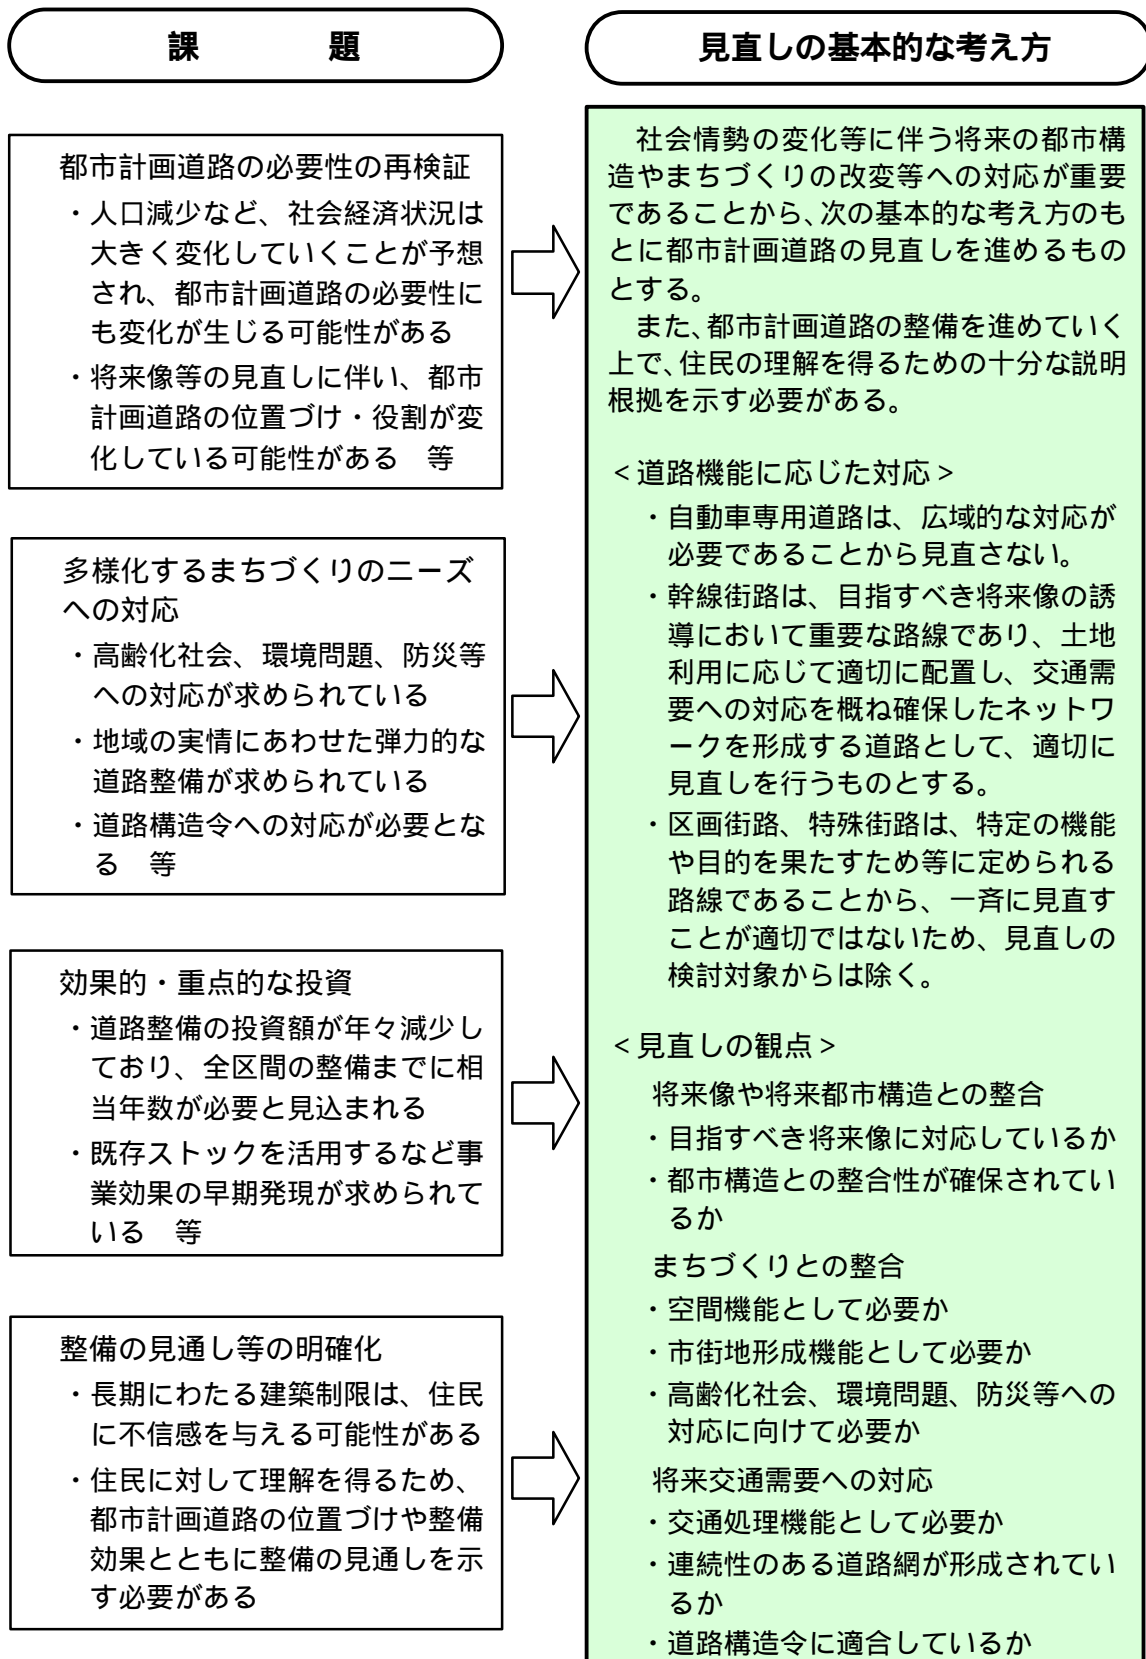 課　　　題
都市計画道路の必要性の再検証
・人口減少など、社会経済状況は
大きく変化していくことが予想
され、都市計画道路の必要性に
も変化が生じる可能性がある
・将来像等の見直しに伴い、都市
計画道路の位置づけ・役割が変
化している可能性がある　等
多様化するまちづくりのニーズ
への対応
・高齢化社会、環境問題、防災等
への対応が求められている
・地域の実情にあわせた弾力的な
道路整備が求められている
・道路構造令への対応が必要とな
る　等
効果的・重点的な投資
・道路整備の投資額が年々減少し
ており、全区間の整備までに相
当年数が必要と見込まれる
・既存ストックを活用するなど事
業効果の早期発現が求められて
いる　等
整備の見通し等の明確化
・長期にわたる建築制限は、住民
に不信感を与える可能性がある
・住民に対して理解を得るため、
都市計画道路の位置づけや整備
効果とともに整備の見通しを示
す必要がある
見直しの基本的な考え方
社会情勢の変化等に伴う将来の都市構
造やまちづくりの改変等への対応が重要
であることから、次の基本的な考え方のも
とに都市計画道路の見直しを進めるもの
とする。
また、都市計画道路の整備を進めていく
上で、住民の理解を得るための十分な説明
根拠を示す必要がある。
＜道路機能に応じた対応＞
・自動車専用道路は、広域的な対応が
必要であることから見直さない。
・幹線街路は、目指すべき将来像の誘
導において重要な路線であり、土地
利用に応じて適切に配置し、交通需
要への対応を概ね確保したネットワ
ークを形成する道路として、適切に
見直しを行うものとする。
・区画街路、特殊街路は、特定の機能
や目的を果たすため等に定められる
路線であることから、一斉に見直す
ことが適切ではないため、見直しの
検討対象からは除く。
＜見直しの観点＞
将来像や将来都市構造との整合
・目指すべき将来像に対応しているか
・都市構造との整合性が確保されてい
るか
まちづくりとの整合
・空間機能として必要か
・市街地形成機能として必要か
・高齢化社会、環境問題、防災等への
対応に向けて必要か
将来交通需要への対応
・交通処理機能として必要か
・連続性のある道路網が形成されてい
るか
・道路構造令に適合しているか